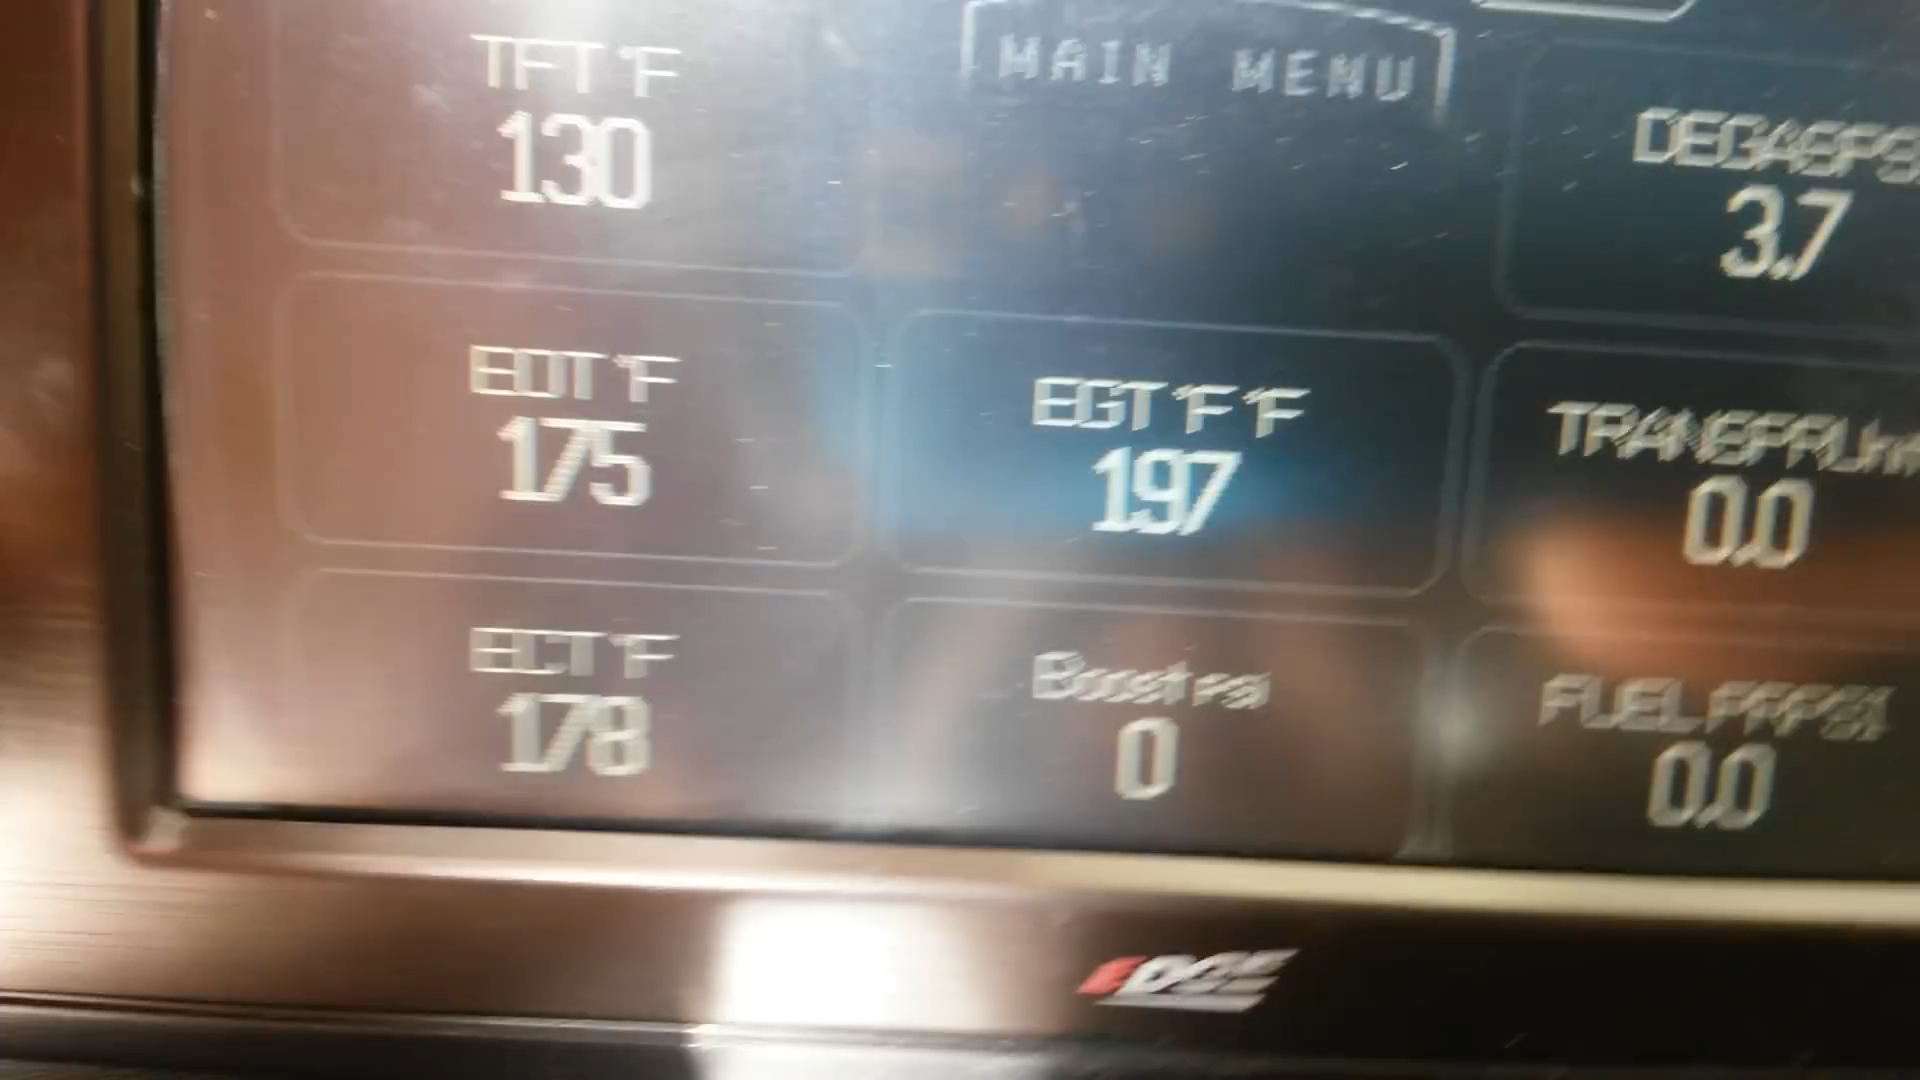 TFT °F
130
MAIN MENU
DEGASPSI
3.7
EOT °F
175
EGT °F °F
197
0.0
ECT °F
178
Boost psi
0
FUEL
0.0
EDGE